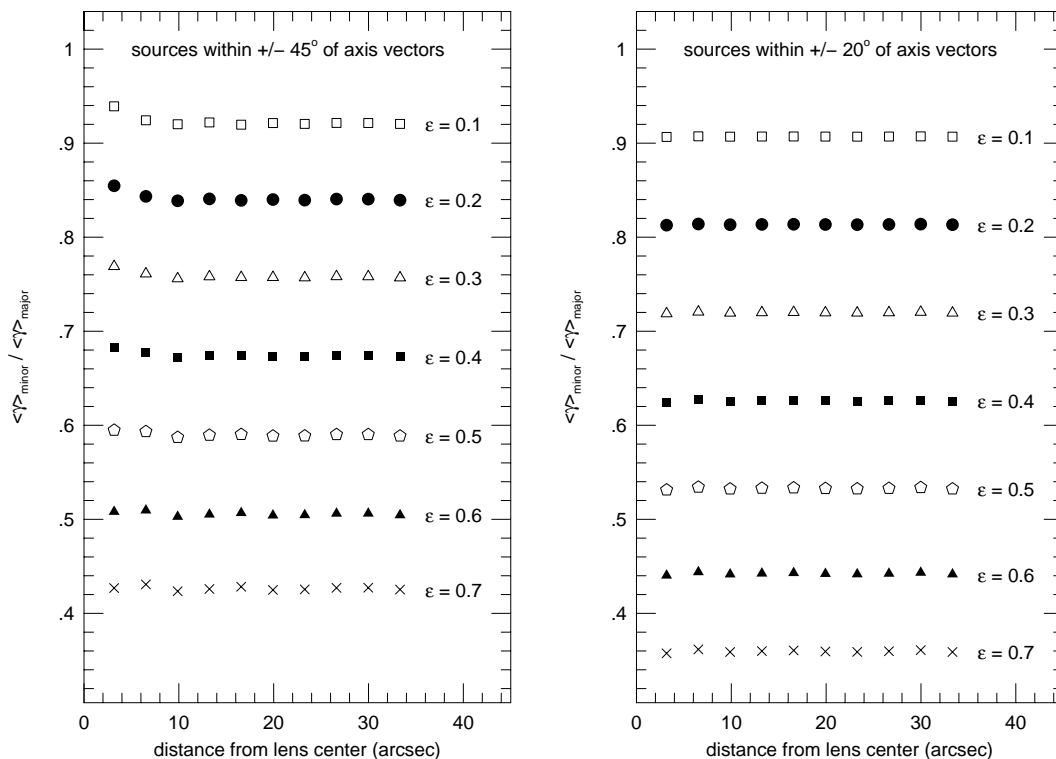 sources within +/− 45° of axis vectors
1
.9
.8
.7
.6
.5
.4
<γ>minor / <γ>major
ε = 0.1
ε = 0.2
ε = 0.3
ε = 0.4
ε = 0.5
ε = 0.6
ε = 0.7
0 10 20 30 40
distance from lens center (arcsec)
sources within +/− 20° of axis vectors
1
.9
.8
.7
.6
.5
.4
<γ>minor / <γ>major
ε = 0.1
ε = 0.2
ε = 0.3
ε = 0.4
ε = 0.5
ε = 0.6
ε = 0.7
0 10 20 30 40
distance from lens center (arcsec)